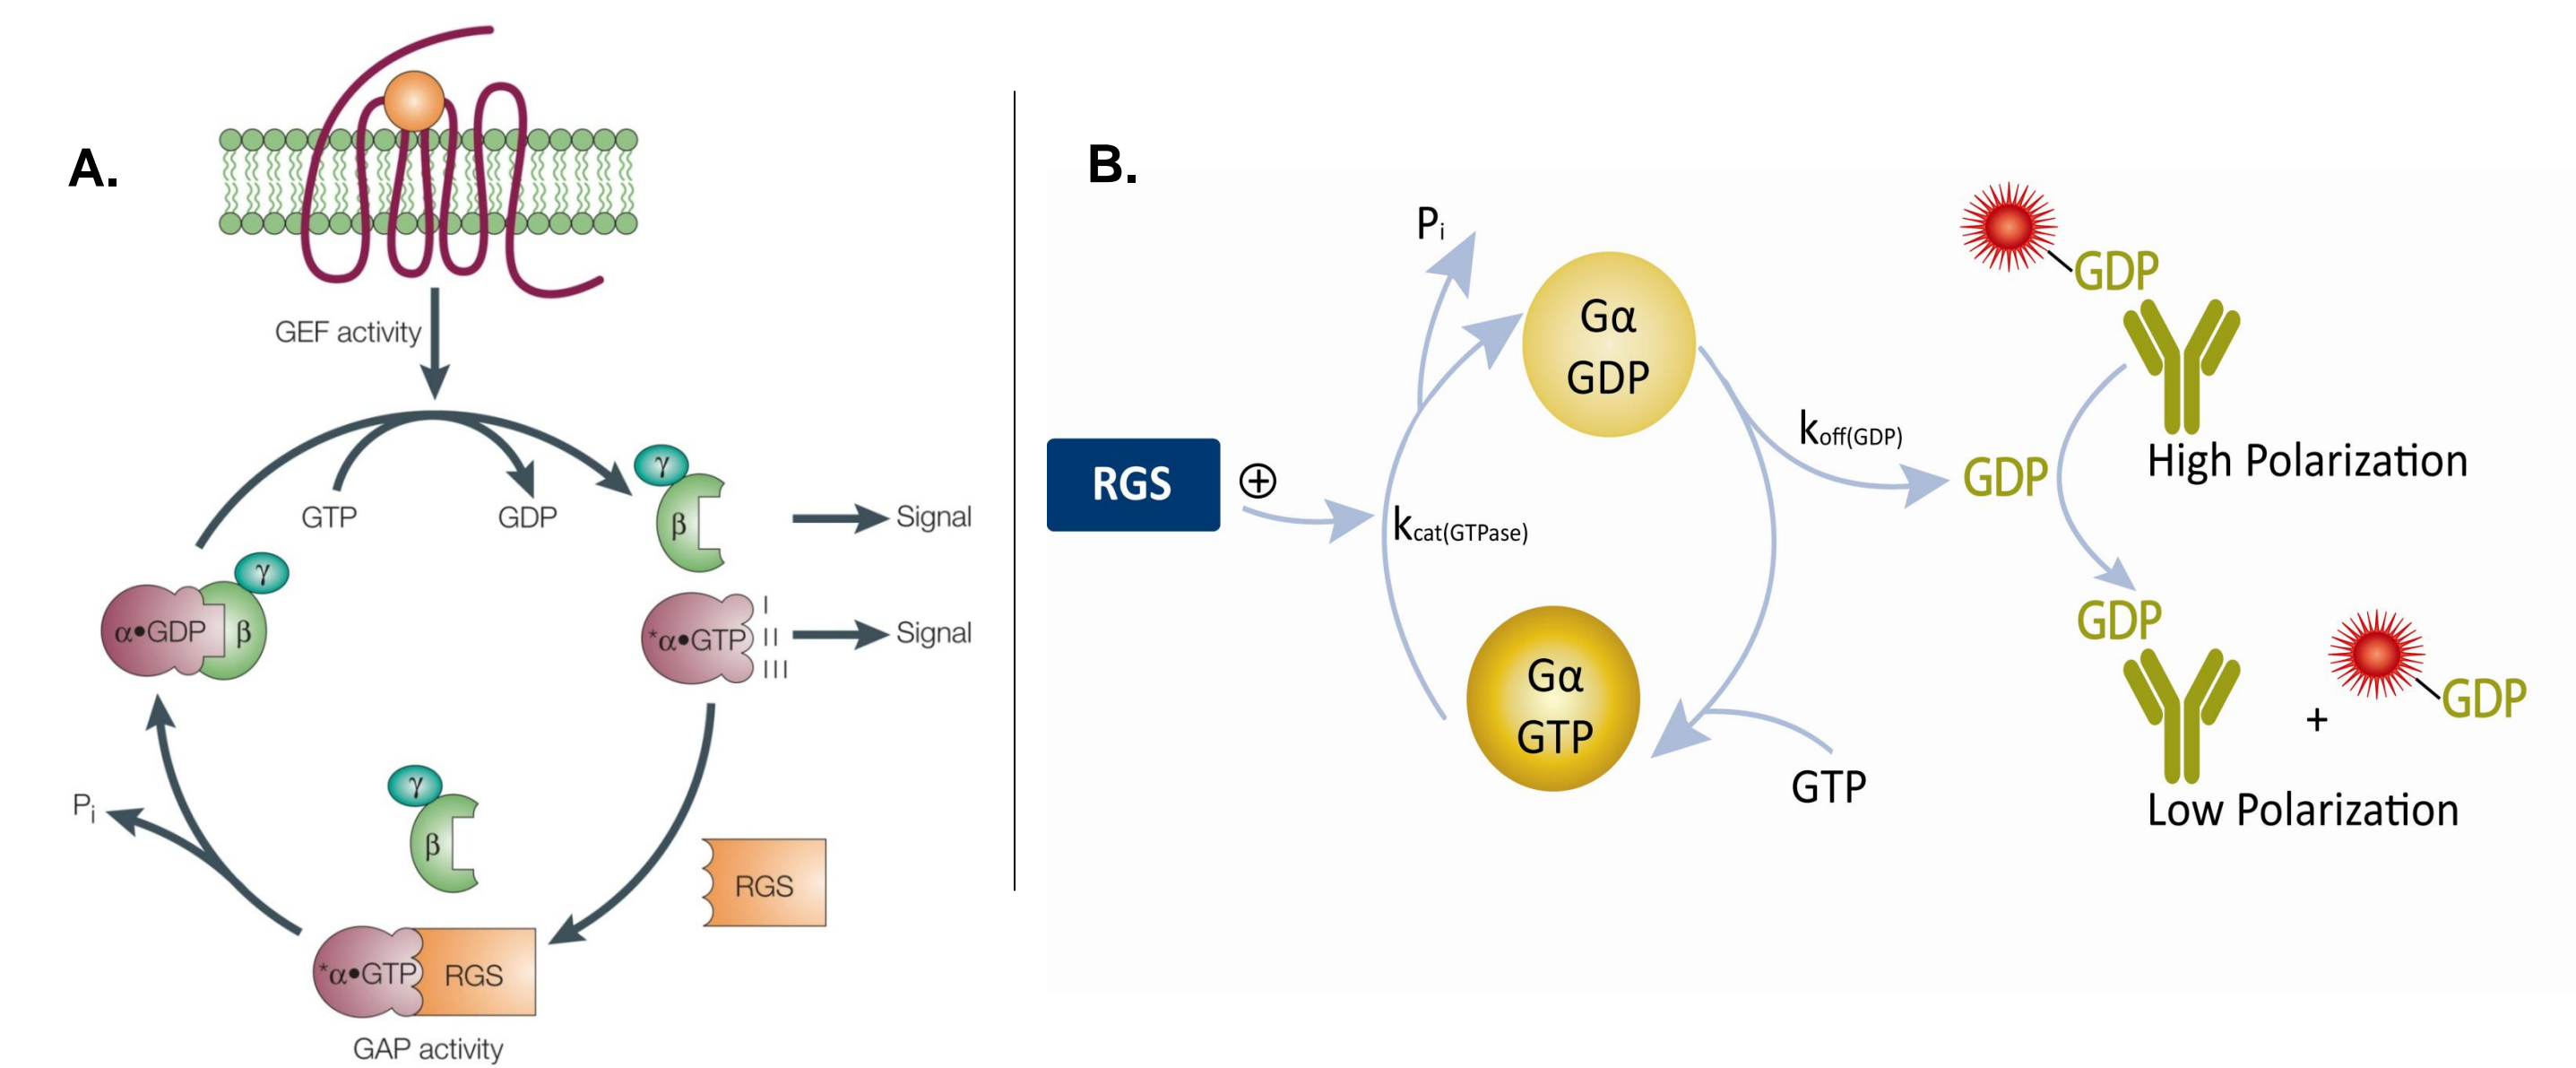 A.
GEF activity
GTP
GDP
γ
β
Signal
α•GDP
β
γ
*α•GTP
I
II
III
Signal
γ
β
RGS
Pi
*α•GTP
RGS
GAP activity
B.
Pi
Gα
GDP
GDP
koff(GDP)
RGS
+
kcat(GTPase)
GDP
High Polarization
Gα
GTP
GTP
GDP
+
GDP
Low Polarization